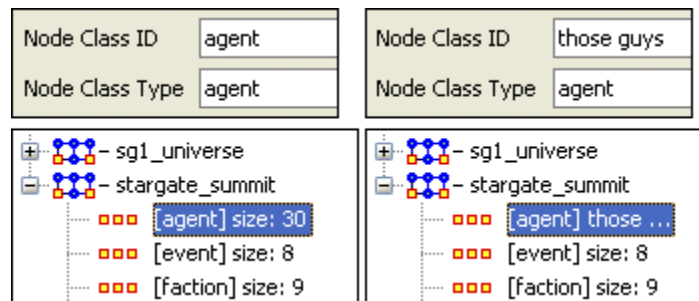 Node Class ID agent
Node Class Type agent
sg1_universe
stargate_summit
[agent] size: 30
[event] size: 8
[faction] size: 9
Node Class ID those guys
Node Class Type agent
sg1_universe
stargate_summit
[agent] those ...
[event] size: 8
[faction] size: 9